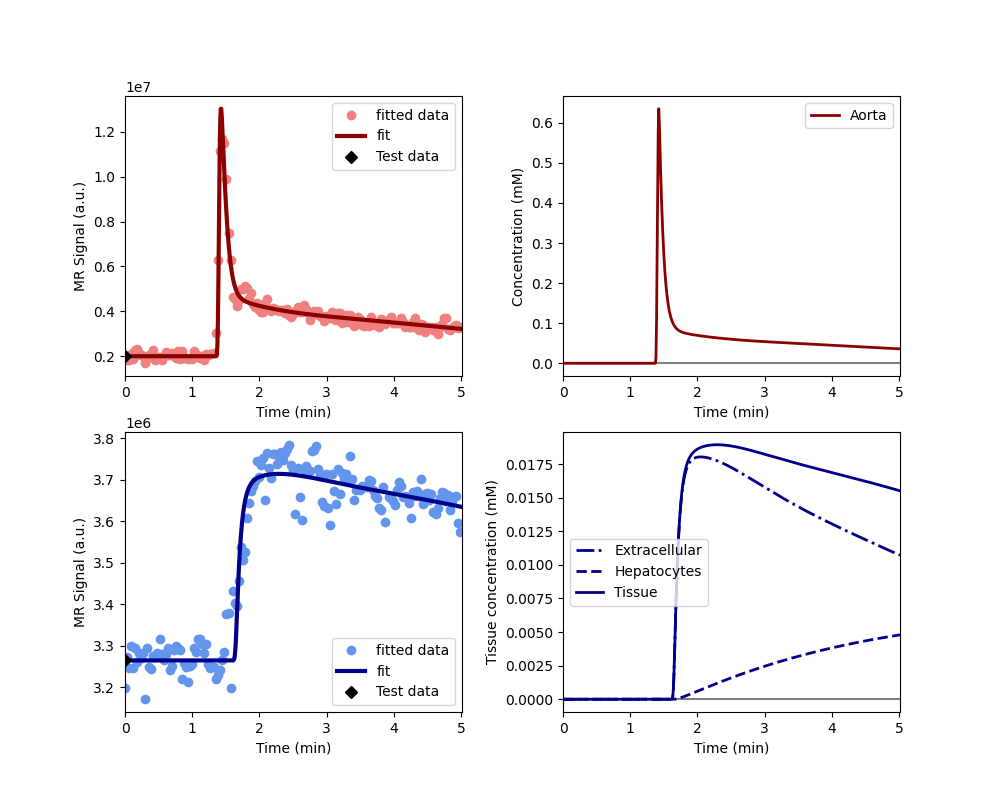 1e7
MR Signal (a.u.)
1.2
1.0
0.8
0.6
0.4
0.2
fitted data
fit
Test data
0 1 2 3 4 5
Time (min)
Concentration (mM)
0.6
0.5
0.4
0.3
0.2
0.1
0.0
Aorta
0 1 2 3 4 5
Time (min)
1e6
MR Signal (a.u.)
3.8
3.7
3.6
3.5
3.4
3.3
3.2
fitted data
fit
Test data
0 1 2 3 4 5
Time (min)
Tissue concentration (mM)
0.0175
0.0150
0.0125
0.0100
0.0075
0.0050
0.0025
0.0000
Extracellular
Hepatocytes
Tissue
0 1 2 3 4 5
Time (min)